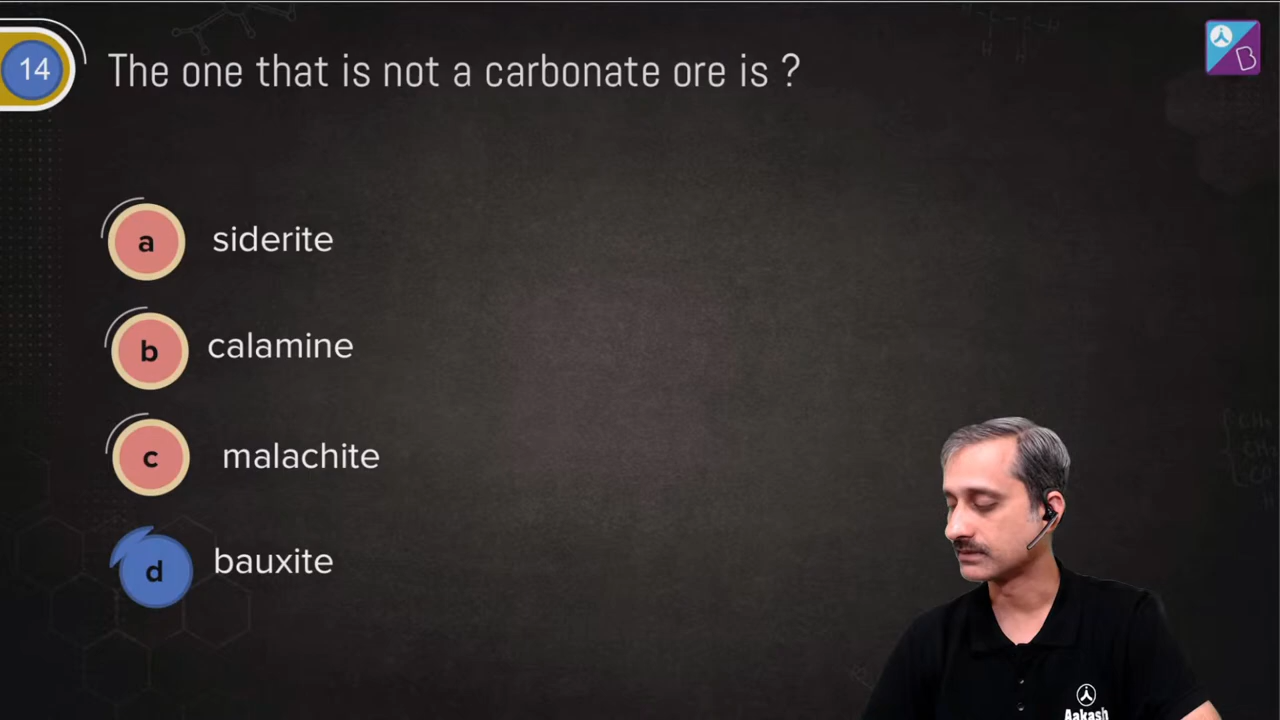 14
The one that is not a carbonate ore is ?
B
a siderite
b calamine
c malachite
d bauxite
Aakash